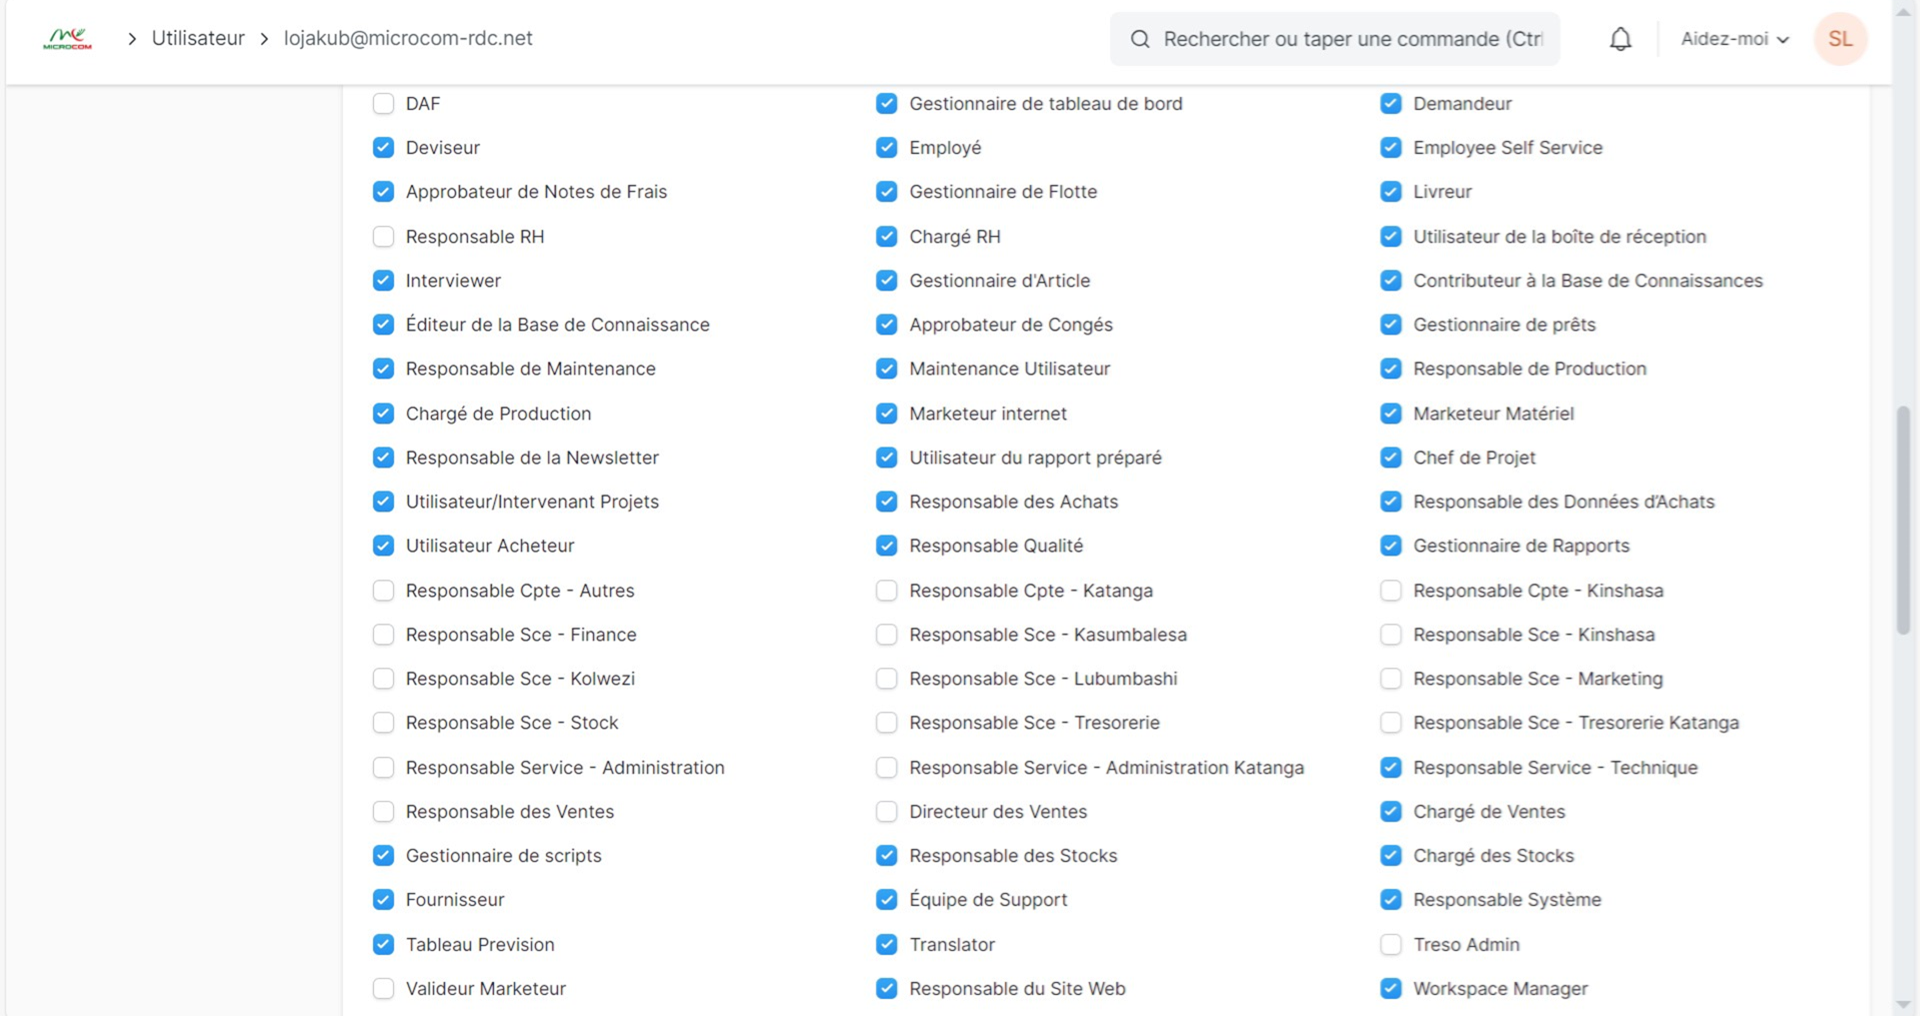 MICROCOM
Utilisateur
lojakub@microcom-rdc.net
Rechercher ou taper une commande (Ctrl
Aidez-moi
SL
DAF
Gestionnaire de tableau de bord
Demandeur
Deviseur
Employé
Employee Self Service
Approbateur de Notes de Frais
Gestionnaire de Flotte
Livreur
Responsable RH
Chargé RH
Utilisateur de la boîte de réception
Interviewer
Gestionnaire d'Article
Contributeur à la Base de Connaissances
Éditeur de la Base de Connaissance
Approbateur de Congés
Gestionnaire de prêts
Responsable de Maintenance
Maintenance Utilisateur
Responsable de Production
Chargé de Production
Marketeur internet
Marketeur Matériel
Responsable de la Newsletter
Utilisateur du rapport préparé
Chef de Projet
Utilisateur/Intervenant Projets
Responsable des Achats
Responsable des Données d'Achats
Utilisateur Acheteur
Responsable Qualité
Gestionnaire de Rapports
Responsable Cpte - Autres
Responsable Cpte - Katanga
Responsable Cpte - Kinshasa
Responsable Sce - Finance
Responsable Sce - Kasumbalesa
Responsable Sce - Kinshasa
Responsable Sce - Kolwezi
Responsable Sce - Lubumbashi
Responsable Sce - Marketing
Responsable Sce - Stock
Responsable Sce - Tresorerie
Responsable Sce - Tresorerie Katanga
Responsable Service - Administration
Responsable Service - Administration Katanga
Responsable Service - Technique
Responsable des Ventes
Directeur des Ventes
Chargé de Ventes
Gestionnaire de scripts
Responsable des Stocks
Chargé des Stocks
Fournisseur
Équipe de Support
Responsable Système
Tableau Prevision
Translator
Treso Admin
Valideur Marketeur
Responsable du Site Web
Workspace Manager